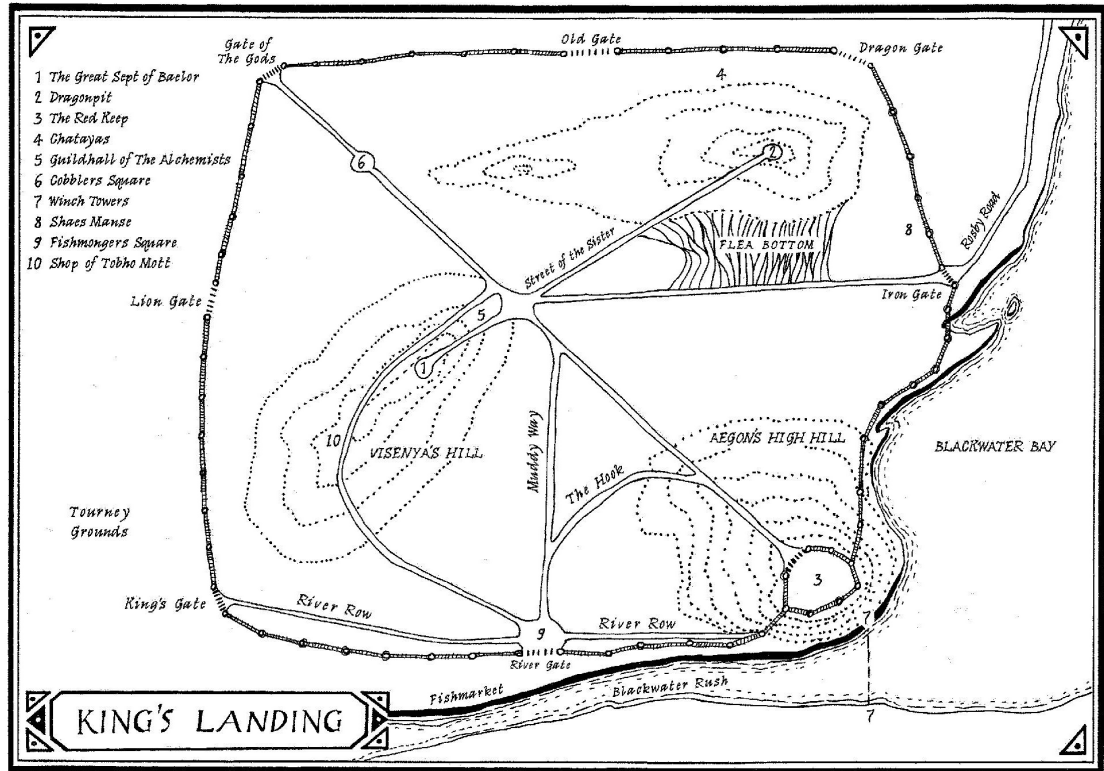 Gate of
The Gods
Old Gate
Dragon Gate
1 The Great Sept of Baelor
2 Dragonpit
3 The Red Keep
4 Chatayas
5 Guildhall of The Alchemists
6 Cobblers Square
7 Winch Towers
8 Shaes Manse
9 Fishmongers Square
10 Shop of Tobho Mott
4
6
2
Rosby Road
8
FLEA BOTTOM
Street of the Sister
Lion Gate
Iron Gate
5
1
10
VISENYA'S HILL
Muddy Way
AEGON'S HIGH HILL
BLACKWATER BAY
The Hook
Tourney
Grounds
3
King's Gate
River Row
9
River Row
7
River Gate
Fishmarket
Blackwater Rush
7
KING'S LANDING